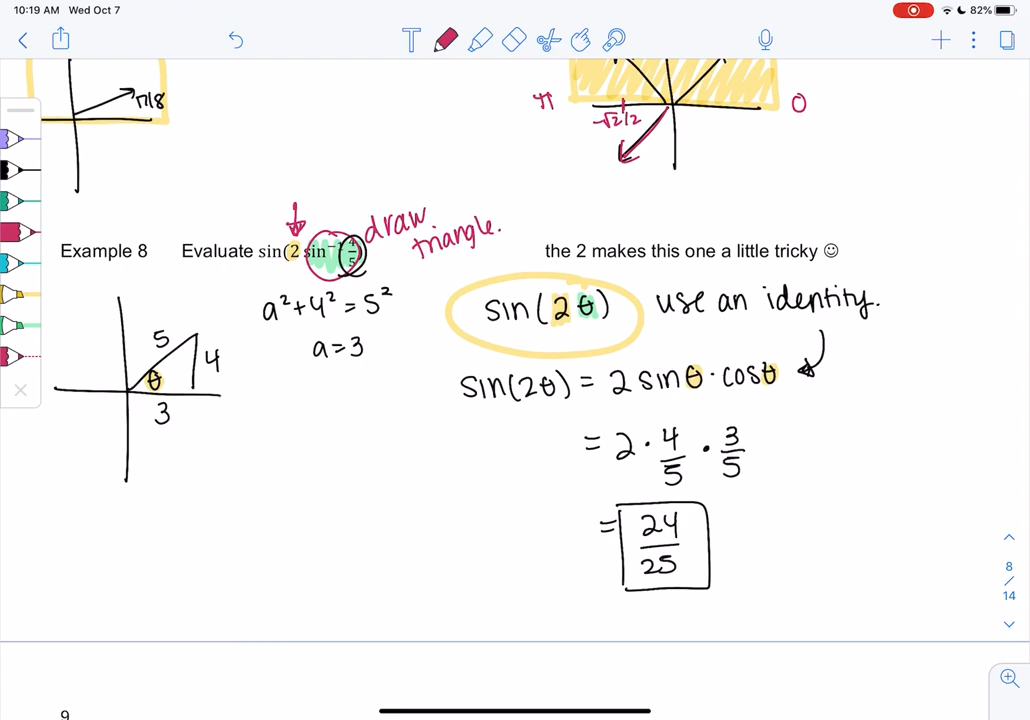 10:19 AM Wed Oct 7
82%
T
π/8
π
-√2/2
0
draw
triangle.
Example 8 Evaluate sin(2 sin⁻¹ 4/5)
the 2 makes this one a little tricky ☺
a²+4²=5²
a=3
sin(2θ) use an identity.
5
4
θ
3
sin(2θ) = 2 sinθ · cosθ
= 2 · 4/5 · 3/5
= 24/25
8
/
14
9